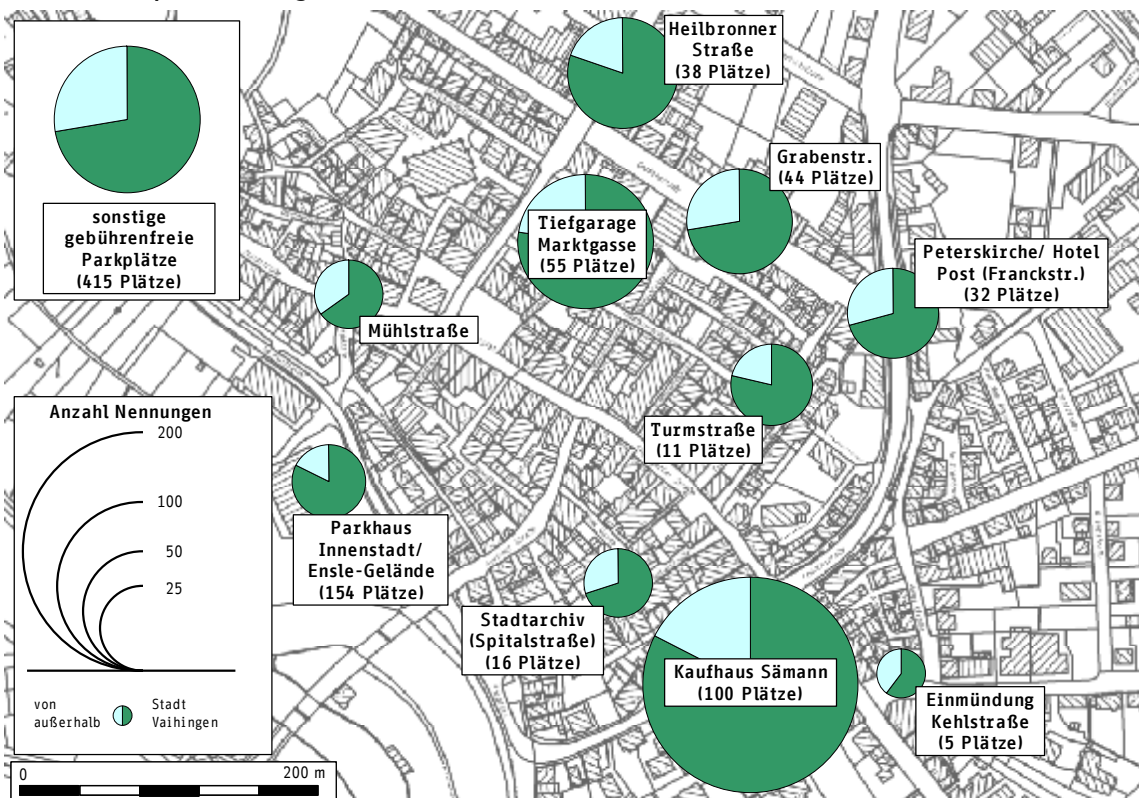 Heilbronner
Straße
(38 Plätze)
Grabenstr.
(44 Plätze)
sonstige
gebührenfreie
Parkplätze
(415 Plätze)
Tiefgarage
Marktgasse
(55 Plätze)
Peterskirche/ Hotel
Post (Franckstr.)
(32 Plätze)
Mühlstraße
Turmstraße
(11 Plätze)
Anzahl Nennungen
200
100
50
25
von
außerhalb
Stadt
Vaihingen
Parkhaus
Innenstadt/
Ensle-Gelände
(154 Plätze)
Stadtarchiv
(Spitalstraße)
(16 Plätze)
Kaufhaus Sämann
(100 Plätze)
Einmündung
Kehlstraße
(5 Plätze)
0
200 m